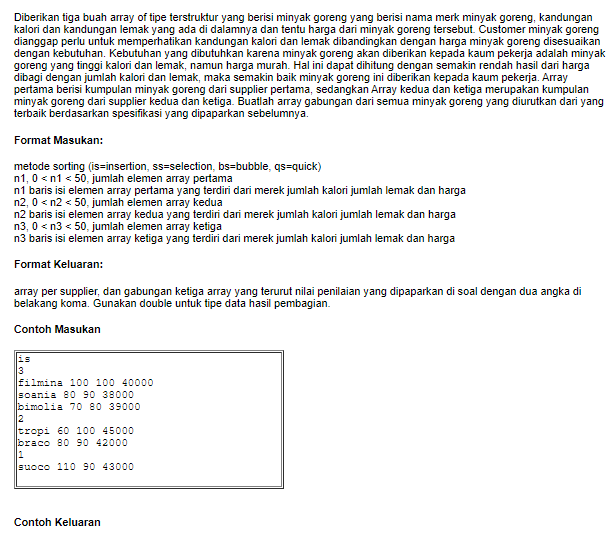 Diberikan tiga buah array of tipe terstruktur yang berisi minyak goreng yang berisi nama merk minyak goreng, kandungan
kalori dan kandungan lemak yang ada di dalamnya dan tentu harga dari minyak goreng tersebut. Customer minyak goreng
dianggap perlu untuk memperhatikan kandungan kalori dan lemak dibandingkan dengan harga minyak goreng disesuaikan
dengan kebutuhan. Kebutuhan yang dibutuhkan karena minyak goreng akan diberikan kepada kaum pekerja adalah minyak
goreng yang tinggi kalori dan lemak, namun harga murah. Hal ini dapat dihitung dengan semakin rendah hasil dari harga
dibagi dengan jumlah kalori dan lemak, maka semakin baik minyak goreng ini diberikan kepada kaum pekerja. Array
pertama berisi kumpulan minyak goreng dari supplier pertama, sedangkan Array kedua dan ketiga merupakan kumpulan
minyak goreng dari supplier kedua dan ketiga. Buatlah array gabungan dari semua minyak goreng yang diurutkan dari yang
terbaik berdasarkan spesifikasi yang dipaparkan sebelumnya.
Format Masukan:
metode sorting (is=insertion, ss=selection, bs=bubble, qs=quick)
n1, 0 < n1 < 50, jumlah elemen array pertama
n1 baris isi elemen array pertama yang terdiri dari merek jumlah kalori jumlah lemak dan harga
n2, 0 < n2 < 50, jumlah elemen array kedua
n2 baris isi elemen array kedua yang terdiri dari merek jumlah kalori jumlah lemak dan harga
n3, 0 < n3 < 50, jumlah elemen array ketiga
n3 baris isi elemen array ketiga yang terdiri dari merek jumlah kalori jumlah lemak dan harga
Format Keluaran:
array per supplier, dan gabungan ketiga array yang terurut nilai penilaian yang dipaparkan di soal dengan dua angka di
belakang koma. Gunakan double untuk tipe data hasil pembagian.
Contoh Masukan
is
3
filmina 100 100 40000
soania 80 90 38000
bimolia 70 80 39000
2
tropi 60 100 45000
braco 80 90 42000
1
suoco 110 90 43000
Contoh Keluaran